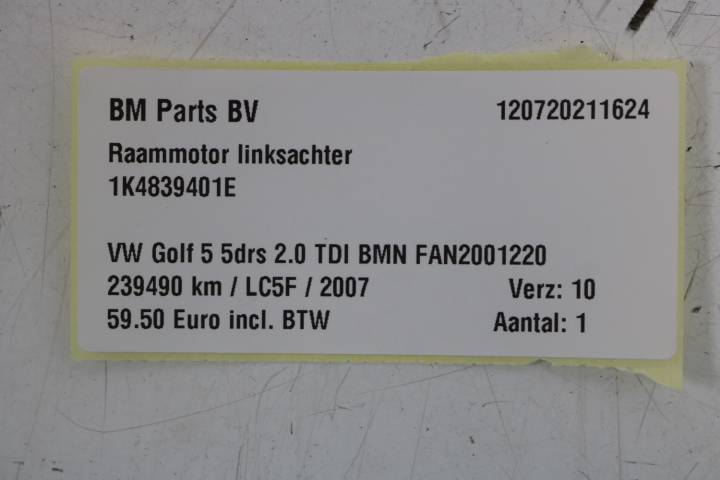 BM Parts BV 120720211624
Raammotor linksachter
1K4839401E
VW Golf 5 5drs 2.0 TDI BMN FAN2001220
239490 km / LC5F / 2007 Verz: 10
59.50 Euro incl. BTW Aantal: 1